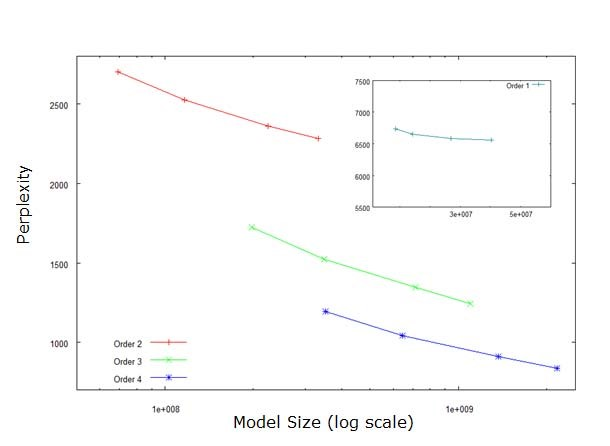 7500
Order 1
7000
6500
6000
5500
3e+007 5e+007
2500
2000
1500
1000
Perplexity
Order 2
Order 3
Order 4
1e+008 1e+009
Model Size (log scale)